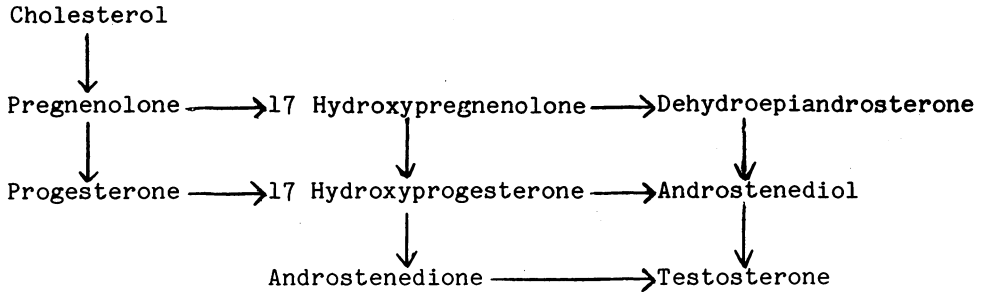 Cholesterol
Pregnenolone 17 Hydroxypregnenolone Dehydroepiandrosterone
Progesterone 17 Hydroxyprogesterone Androstenediol
Androstenedione Testosterone